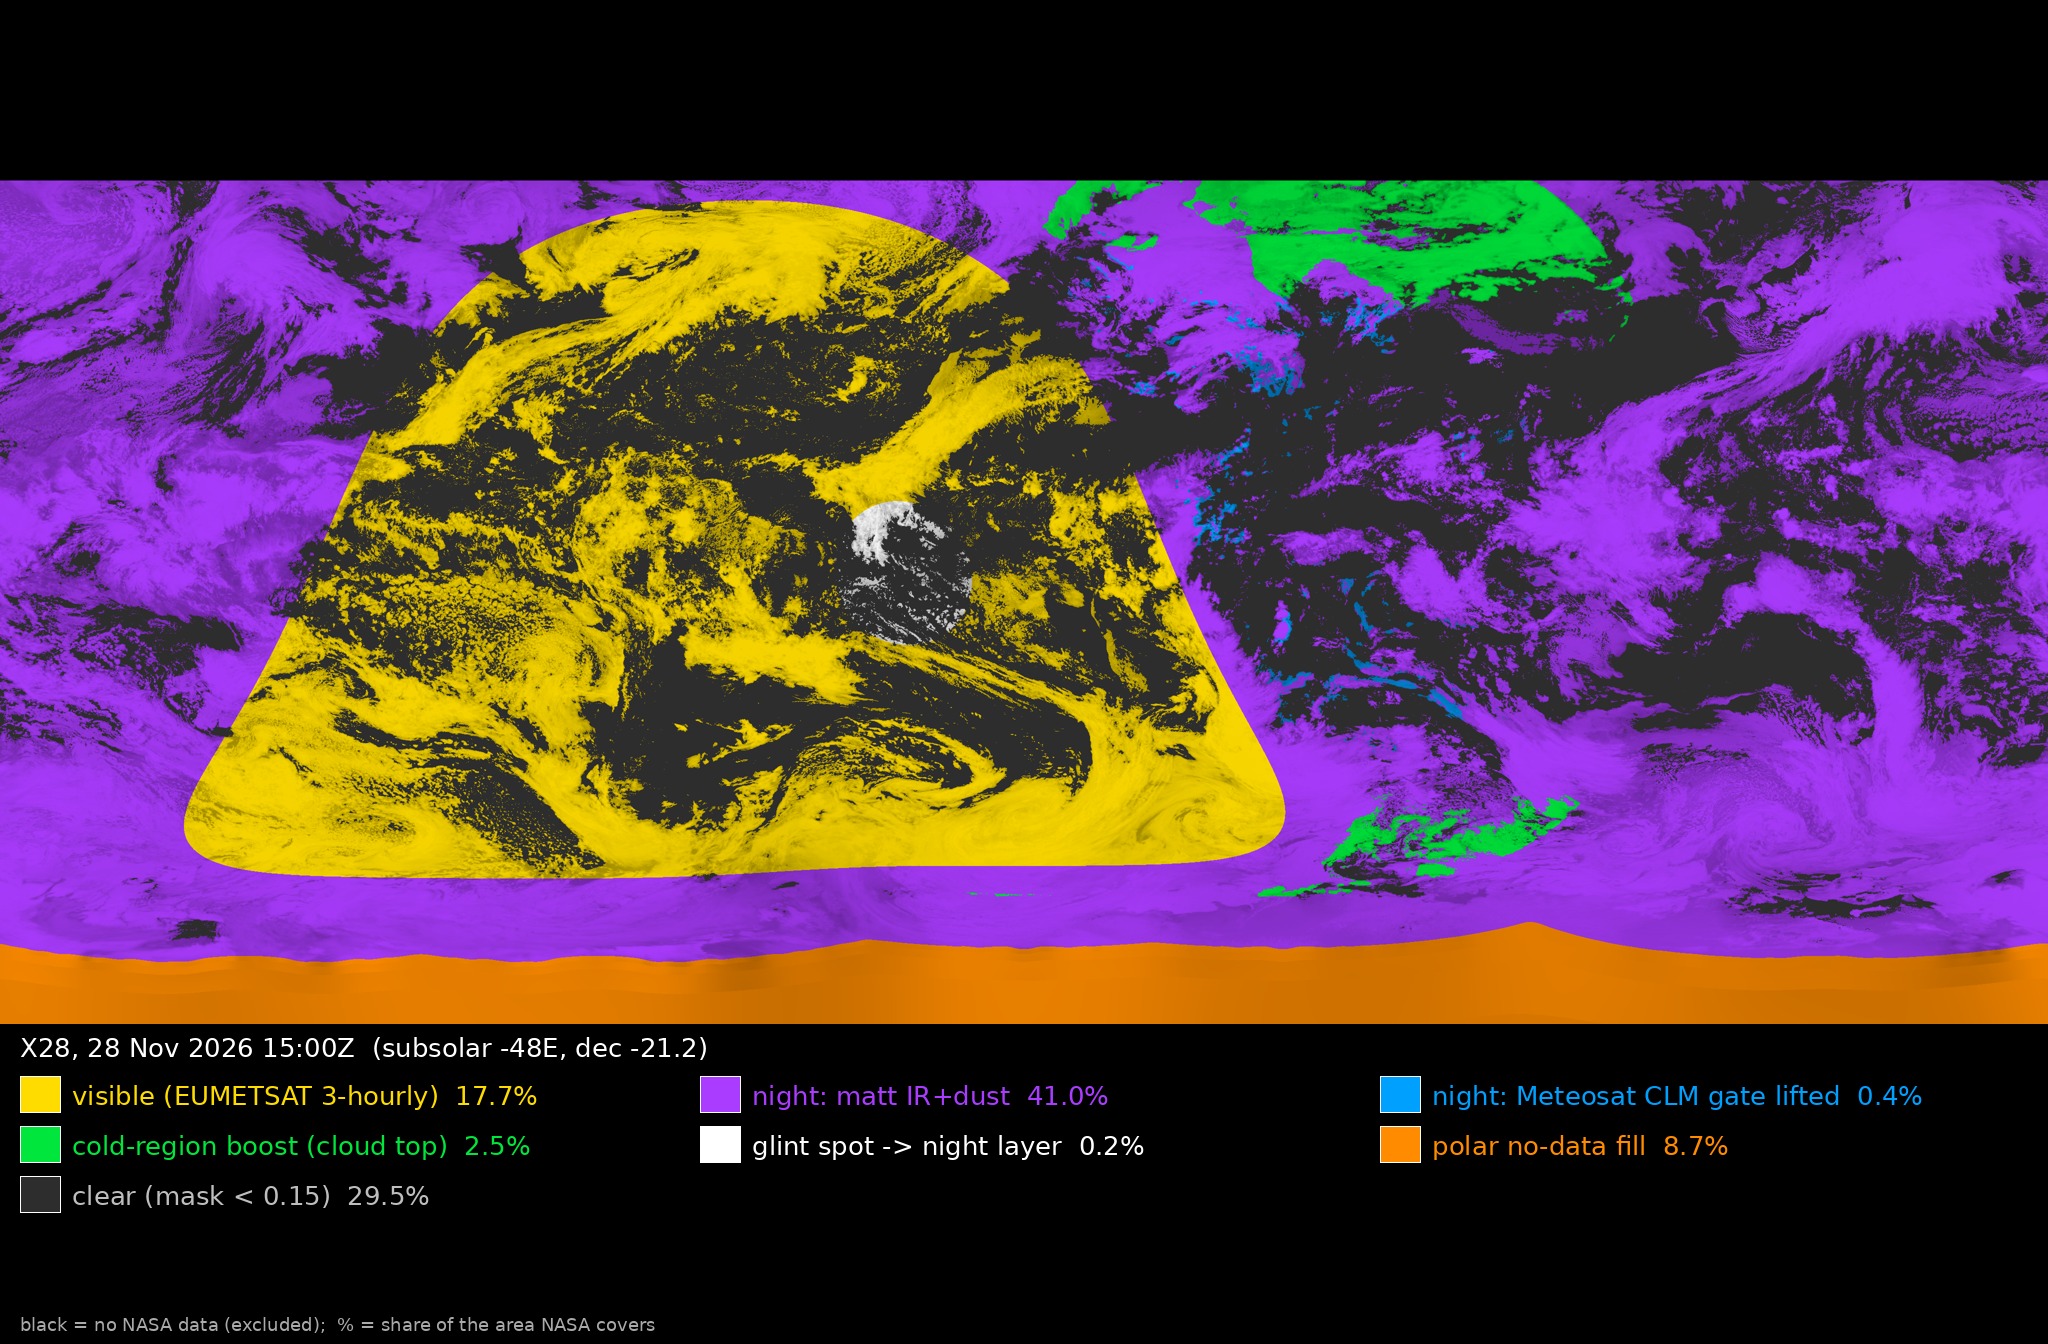 X28, 28 Nov 2026 15:00Z  (subsolar -48E, dec -21.2)
visible (EUMETSAT 3-hourly)  17.7%
night: matt IR+dust  41.0%
night: Meteosat CLM gate lifted  0.4%
cold-region boost (cloud top)  2.5%
glint spot -> night layer  0.2%
polar no-data fill  8.7%
clear (mask < 0.15)  29.5%
black = no NASA data (excluded);  % = share of the area NASA covers